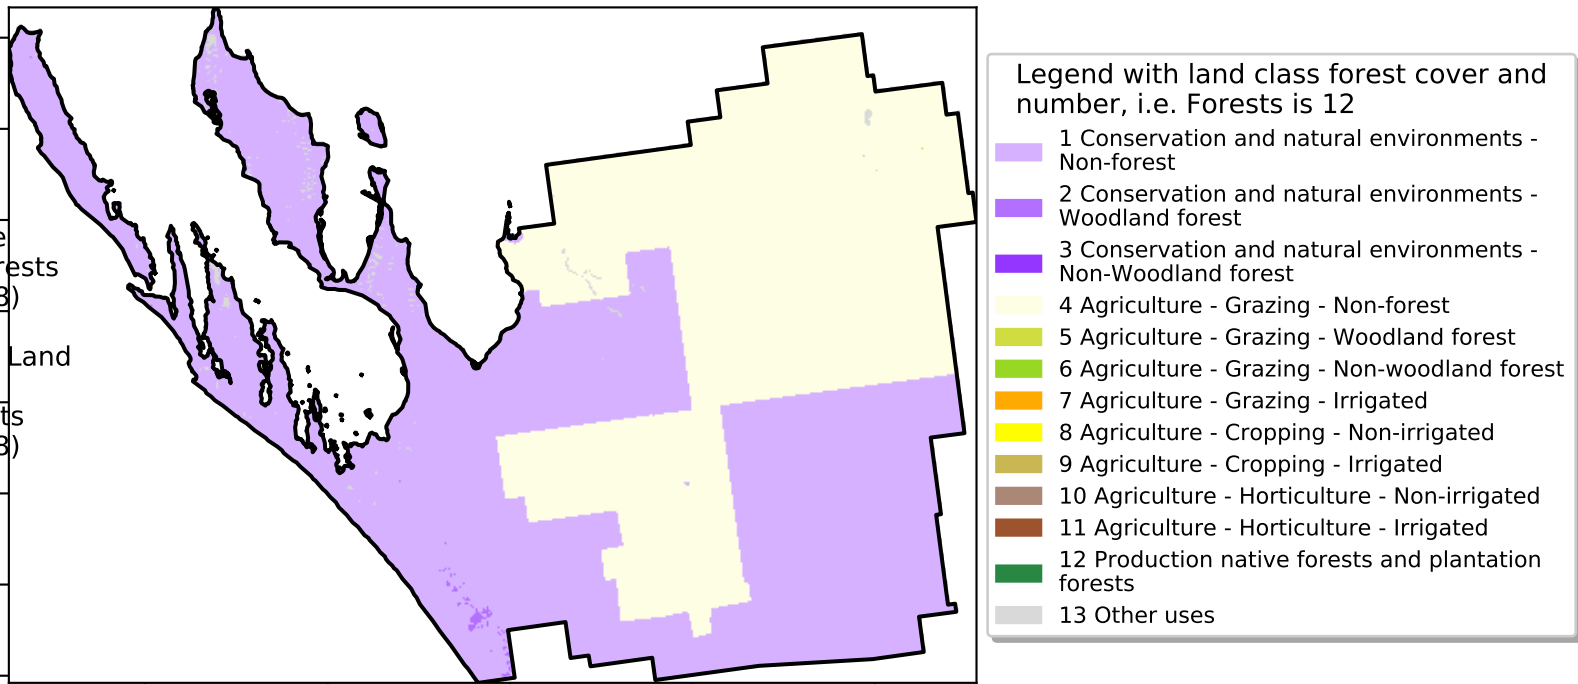 Legend with land class forest cover and
number, i.e. Forests is 12
1 Conservation and natural environments -
Non-forest
2 Conservation and natural environments -
Woodland forest
3 Conservation and natural environments -
Non-Woodland forest
4 Agriculture - Grazing - Non-forest
5 Agriculture - Grazing - Woodland forest
6 Agriculture - Grazing - Non-woodland forest
7 Agriculture - Grazing - Irrigated
8 Agriculture - Cropping - Non-irrigated
9 Agriculture - Cropping - Irrigated
10 Agriculture - Horticulture - Non-irrigated
11 Agriculture - Horticulture - Irrigated
12 Production native forests and plantation
forests
13 Other uses
rests
Land
ts